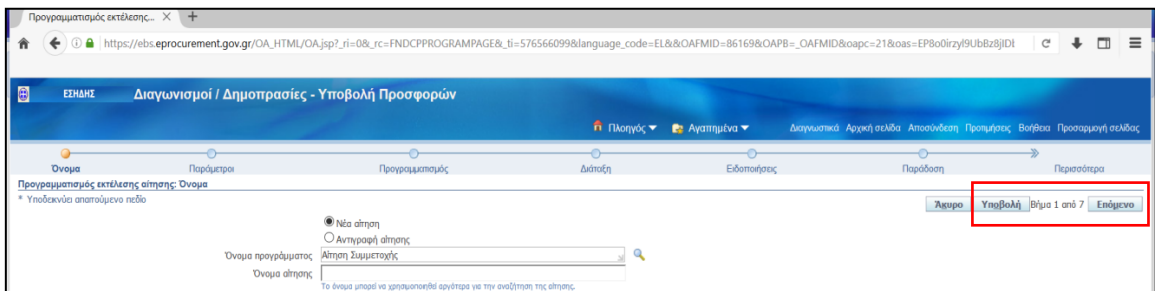 Προγραμματισμός εκτέλεσης... × +
https://ebs.eprocurement.gov.gr/OA_HTML/OA.jsp?_ri=0&_rc=FNDCPPROGRAMPAGE&_ti=576566099&language_code=EL&&OAFMID=86169&OAPB=_OAFMID&oapc=21&oas=EP8o0irzyl9UbBz8jIDt
ΕΣΗΔΗΣ Διαγωνισμοί / Δημοπρασίες - Υποβολή Προσφορών
Πλοηγός Αγαπημένα Διαγνωστικά Αρχική σελίδα Αποσύνδεση Προτιμήσεις Βοήθεια Προσαρμογή σελίδας
Όνομα Παράμετροι Προγραμματισμός Διάταξη Ειδοποιήσεις Παράδοση Περισσότερα
Προγραμματισμός εκτέλεσης αίτησης: Όνομα
* Υποδεικνύει απαιτούμενο πεδίο Άκυρο Υποβολή Βήμα 1 από 7 Επόμενο
Νέα αίτηση
Αντιγραφή αίτησης
Όνομα προγράμματος Αίτηση Συμμετοχής
Όνομα αίτησης
Το όνομα μπορεί να χρησιμοποιηθεί αργότερα για την αναζήτηση της αίτησης.